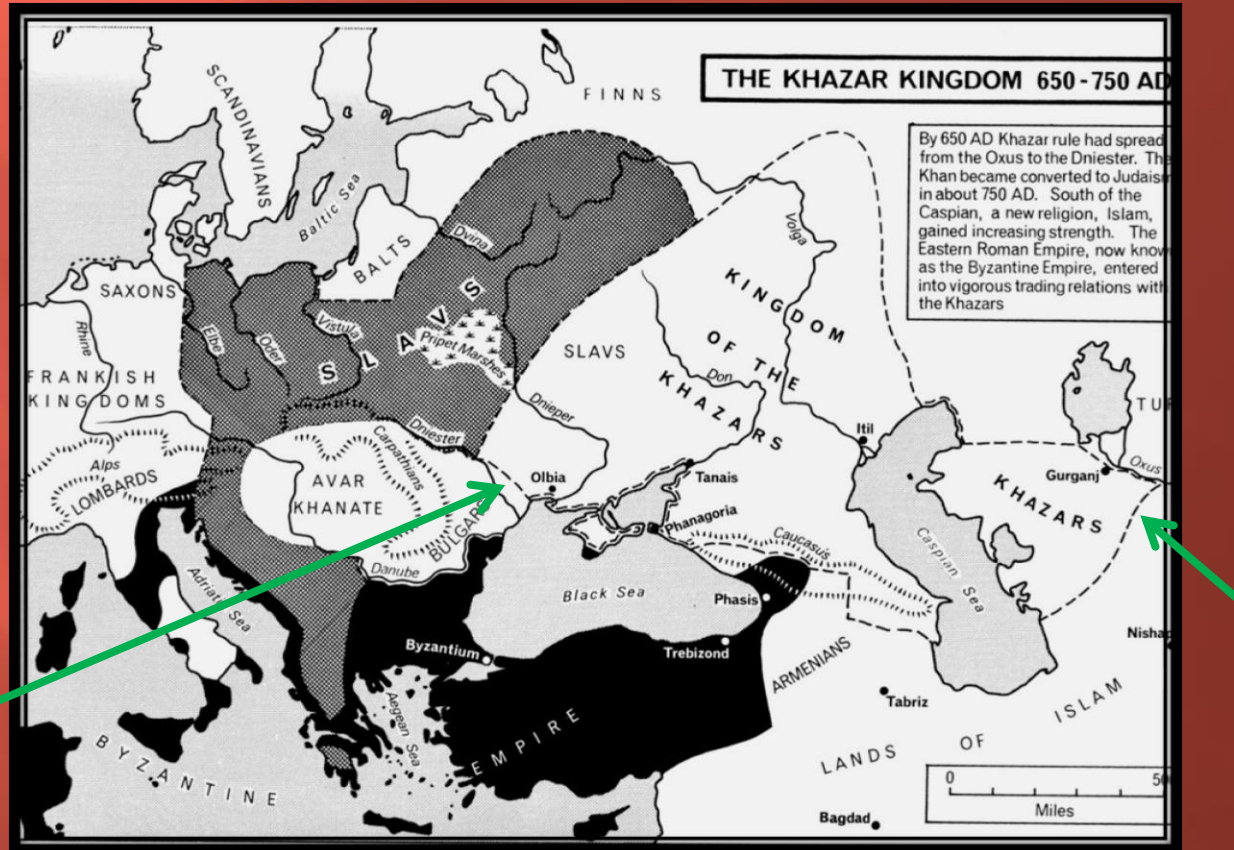 THE KHAZAR KINGDOM 650-750 AD
By 650 AD Khazar rule had spread
from the Oxus to the Dniester. The
Khan became converted to Judaism
in about 750 AD. South of the
Caspian, a new religion, Islam,
gained increasing strength. The
Eastern Roman Empire, now know
as the Byzantine Empire, entered
into vigorous trading relations with
the Khazars
SCANDINAVIANS
FINNS
Baltic Sea
BALTS
Dvina
Volga
SAXONS
Rhine
Elbe
Oder
Vistula
SLAVS
Pripet Marshes
SLAVS
KINGDOM
OF THE
KHAZARS
Don
FRANKISH
KINGDOMS
Dnieper
Dniester
Itil
TUR
Oxus
Gurganj
KHAZARS
Alps
LOMBARDS
Carpathians
AVAR
KHANATE
BULGARS
Olbia
Tanais
Phanagoria
Caucasus
Caspian Sea
Danube
Adriatic Sea
Black Sea
Phasis
Trebizond
Byzantium
Nishap
ARMENIANS
Tabriz
Aegean Sea
BYZANTINE
EMPIRE
LANDS OF ISLAM
Bagdad
0 50
Miles